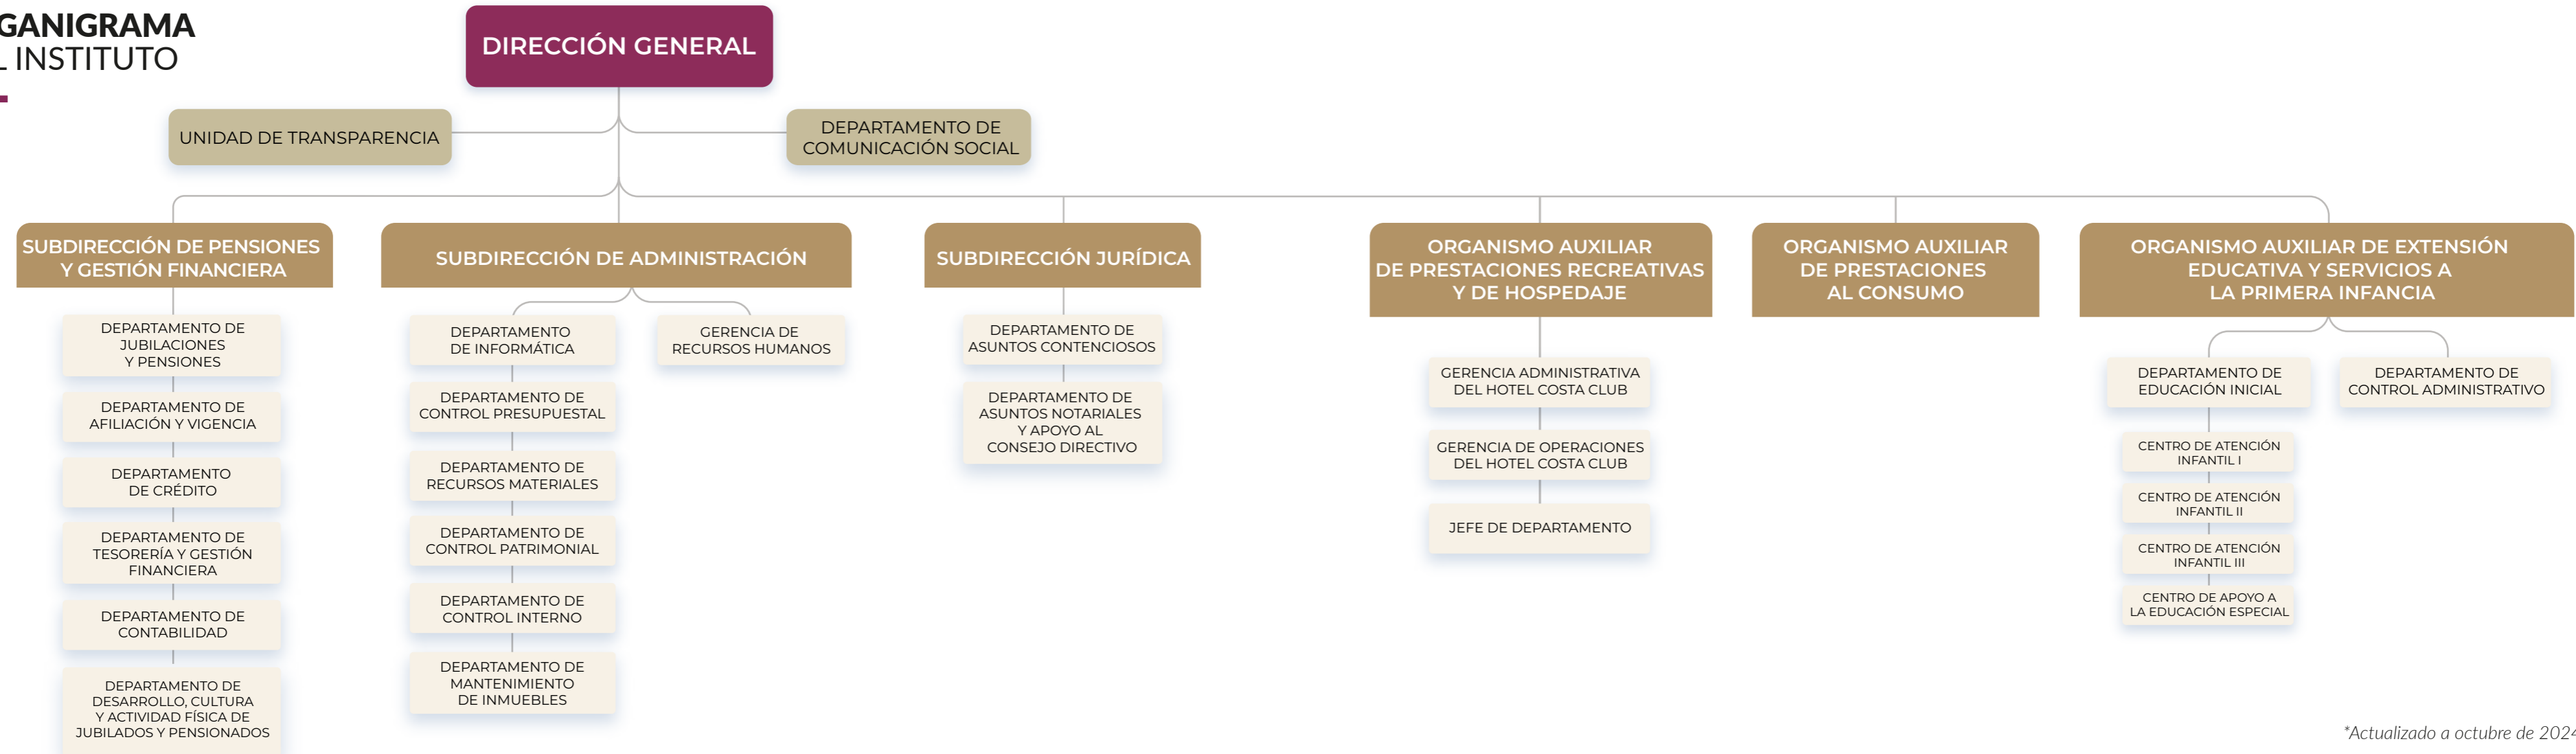 GANIGRAMA
L INSTITUTO
DIRECCIÓN GENERAL
UNIDAD DE TRANSPARENCIA
DEPARTAMENTO DE
COMUNICACIÓN SOCIAL
SUBDIRECCIÓN DE PENSIONES
Y GESTIÓN FINANCIERA
DEPARTAMENTO DE
JUBILACIONES
Y PENSIONES
DEPARTAMENTO DE
AFILIACIÓN Y VIGENCIA
DEPARTAMENTO
DE CRÉDITO
DEPARTAMENTO DE
TESORERÍA Y GESTIÓN
FINANCIERA
DEPARTAMENTO DE
CONTABILIDAD
DEPARTAMENTO DE
DESARROLLO, CULTURA
Y ACTIVIDAD FÍSICA DE
JUBILADOS Y PENSIONADOS
SUBDIRECCIÓN DE ADMINISTRACIÓN
DEPARTAMENTO
DE INFORMÁTICA
DEPARTAMENTO DE
CONTROL PRESUPUESTAL
DEPARTAMENTO DE
RECURSOS MATERIALES
DEPARTAMENTO DE
CONTROL PATRIMONIAL
DEPARTAMENTO DE
CONTROL INTERNO
DEPARTAMENTO DE
MANTENIMIENTO
DE INMUEBLES
GERENCIA DE
RECURSOS HUMANOS
SUBDIRECCIÓN JURÍDICA
DEPARTAMENTO DE
ASUNTOS CONTENCIOSOS
DEPARTAMENTO DE
ASUNTOS NOTARIALES
Y APOYO AL
CONSEJO DIRECTIVO
ORGANISMO AUXILIAR
DE PRESTACIONES RECREATIVAS
Y DE HOSPEDAJE
GERENCIA ADMINISTRATIVA
DEL HOTEL COSTA CLUB
GERENCIA DE OPERACIONES
DEL HOTEL COSTA CLUB
JEFE DE DEPARTAMENTO
ORGANISMO AUXILIAR
DE PRESTACIONES
AL CONSUMO
ORGANISMO AUXILIAR DE EXTENSIÓN
EDUCATIVA Y SERVICIOS A
LA PRIMERA INFANCIA
DEPARTAMENTO DE
EDUCACIÓN INICIAL
CENTRO DE ATENCIÓN
INFANTIL I
CENTRO DE ATENCIÓN
INFANTIL II
CENTRO DE ATENCIÓN
INFANTIL III
CENTRO DE APOYO A
LA EDUCACIÓN ESPECIAL
DEPARTAMENTO DE
CONTROL ADMINISTRATIVO
*Actualizado a octubre de 2024